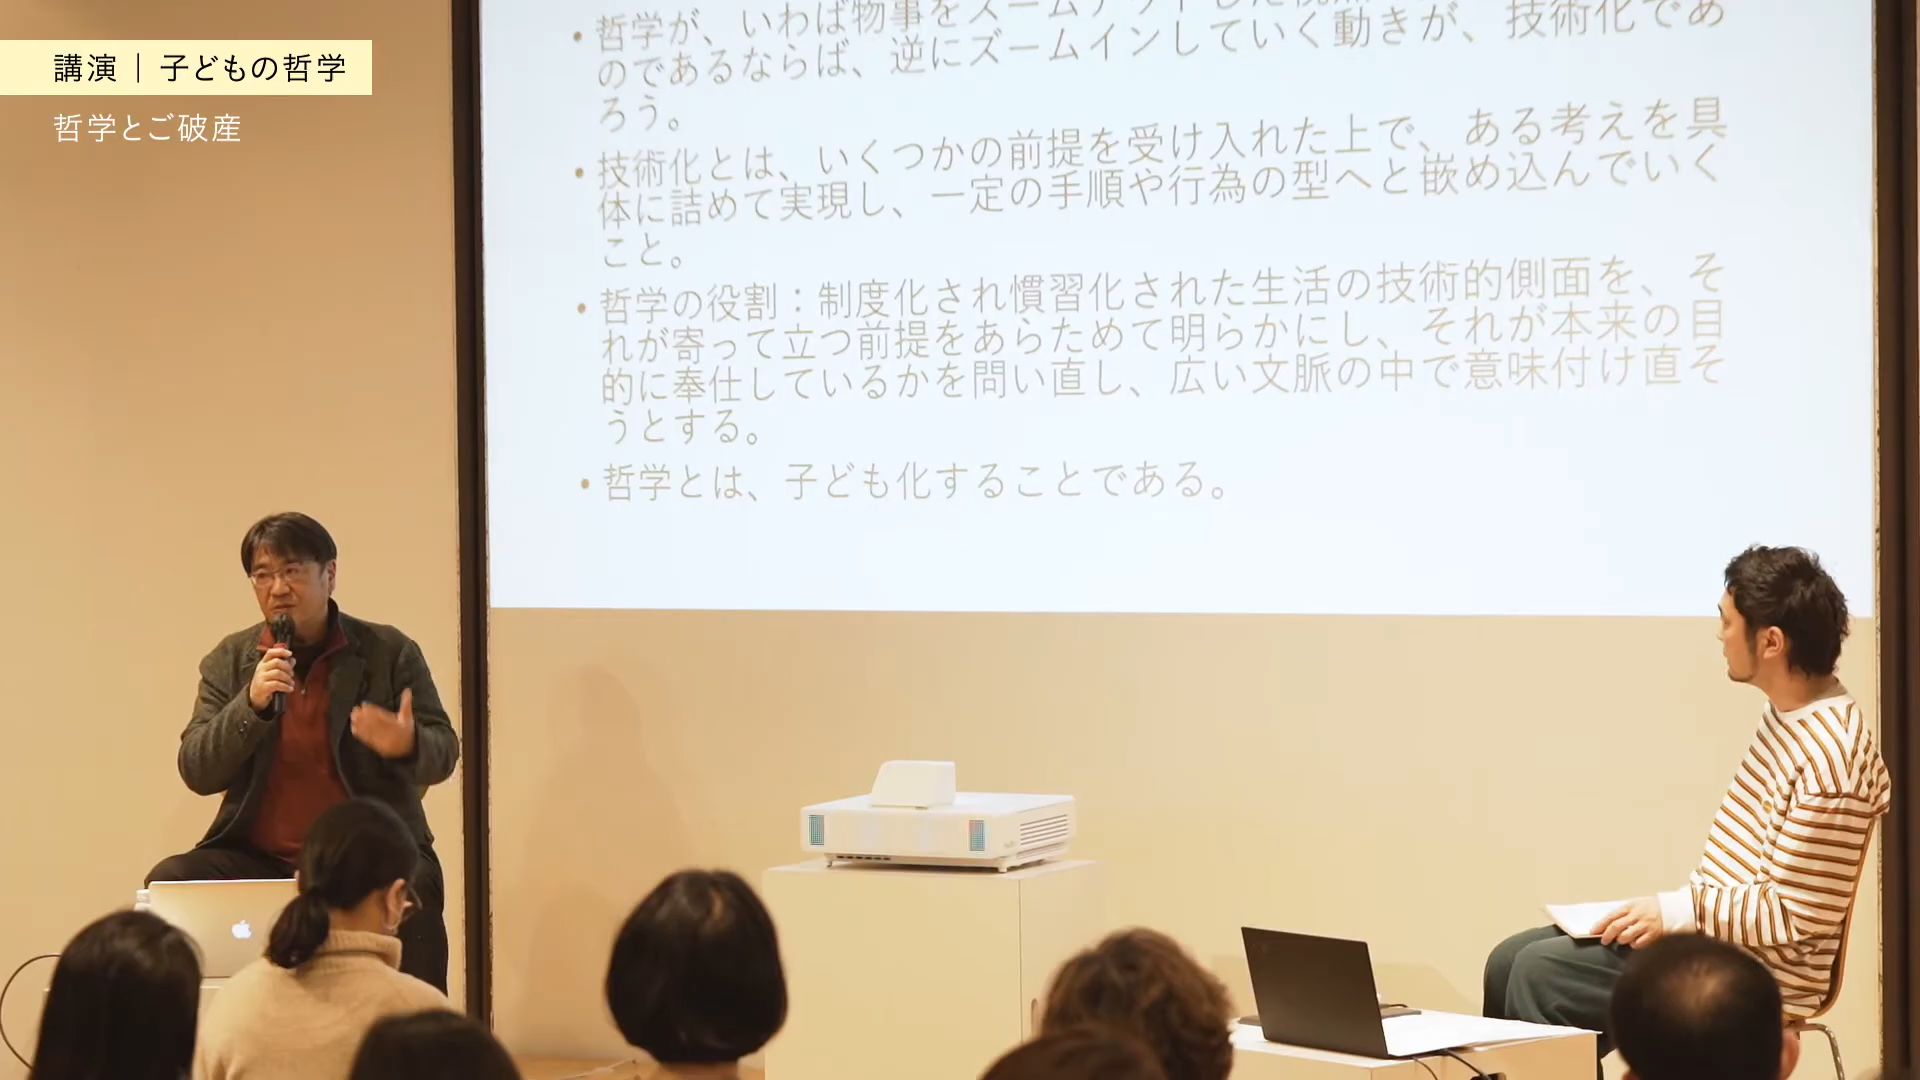 講演｜子どもの哲学
哲学とご破産
・哲学が、いわば物事をズームアウトした
のであるならば、逆にズームインしていく動きが、技術化であ
ろう。
・技術化とは、いくつかの前提を受け入れた上で、ある考えを具
体に詰めて実現し、一定の手順や行為の型へと嵌め込んでいく
こと。
・哲学の役割：制度化され慣習化された生活の技術的側面を、そ
れが寄って立つ前提をあらためて明らかにし、それが本来の目
的に奉仕しているかを問い直し、広い文脈の中で意味付け直そ
うとする。
・哲学とは、子ども化することである。